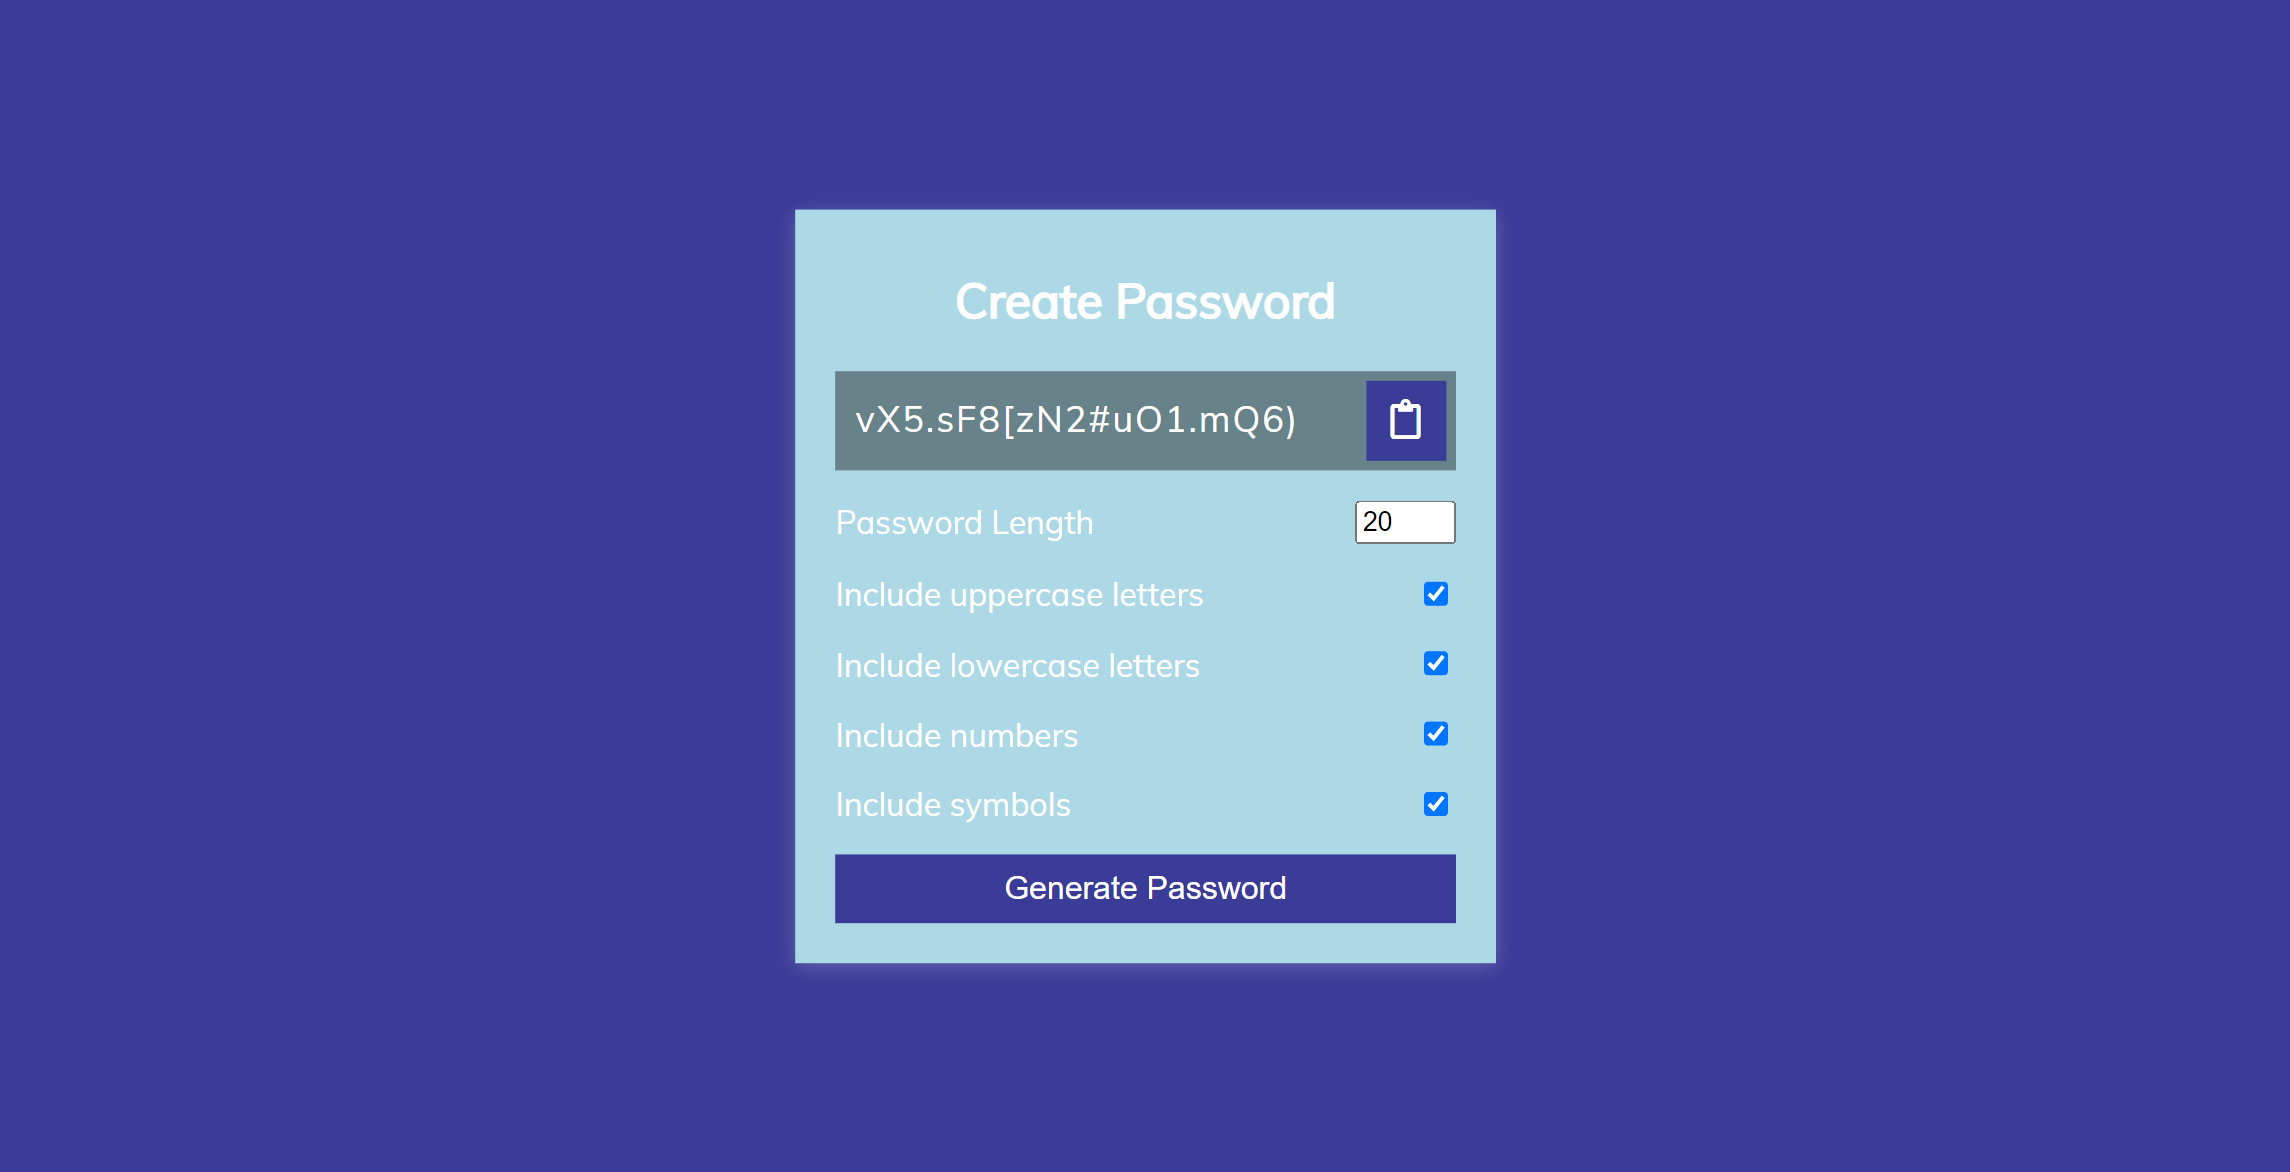 Create Password
vX5.sF8[zN2#uO1.mQ6)
Password Length 20
Include uppercase letters
Include lowercase letters
Include numbers
Include symbols
Generate Password